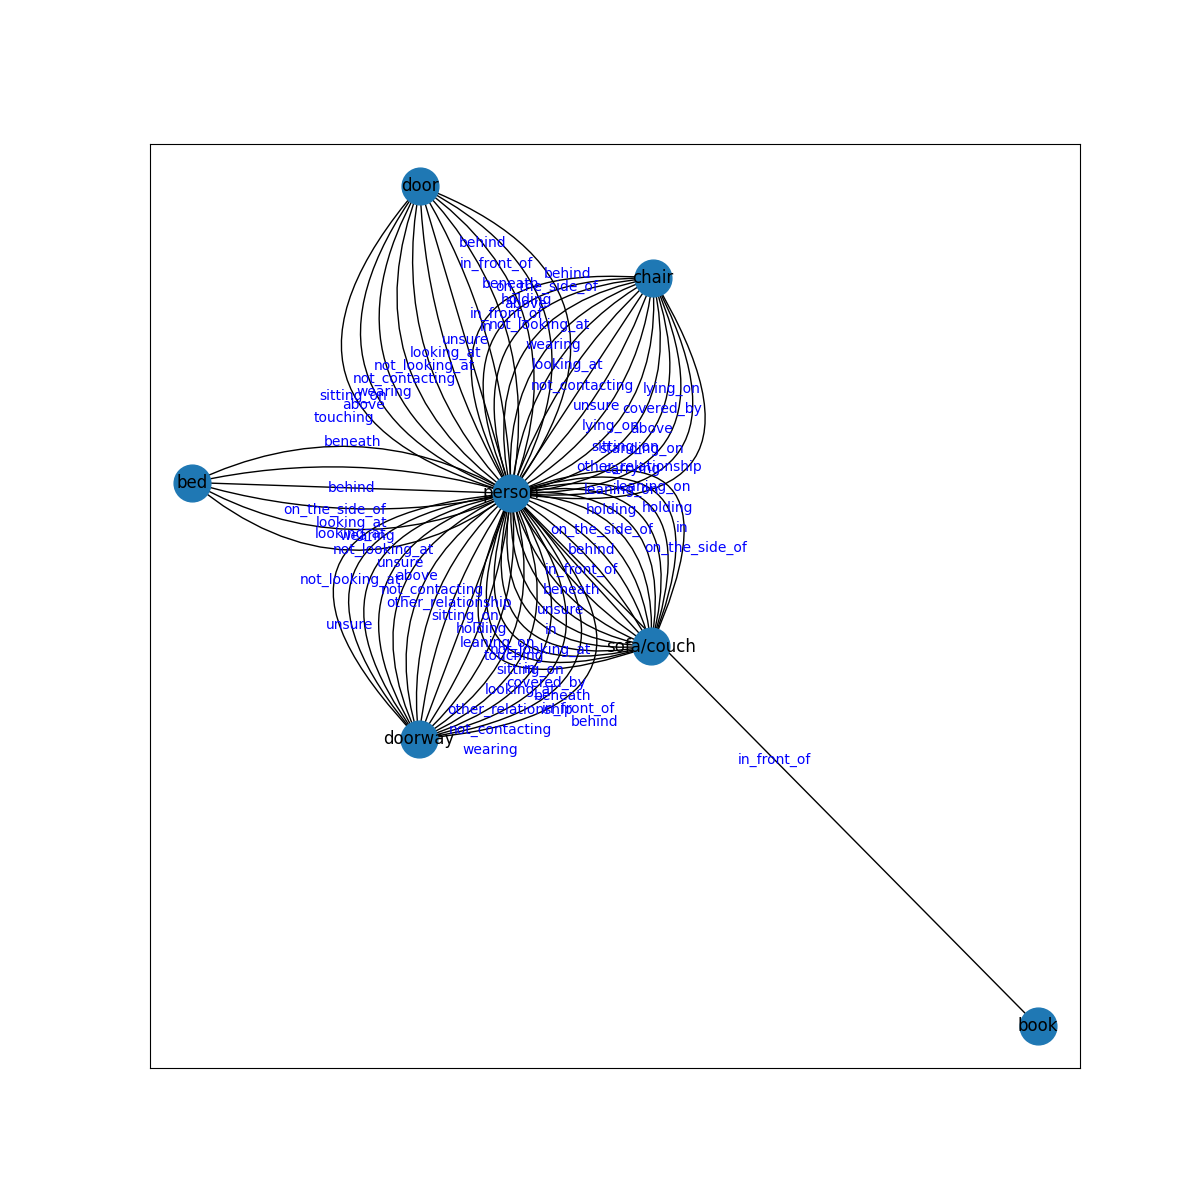 door
behind
in_front_of
behind
chair
beneath
on_the_side_of
holding
above
in_front_of
in
not_looking_at
unsure
wearing
looking_at
looking_at
not_looking_at
not_contacting
not_contacting
wearing
lying_on
sitting_on
above
unsure
covered_by
touching
lying_on
above
beneath
sitting_on
standing_on
other_relationship
carrying
bed
behind
person
leaning_on
leaning_on
on_the_side_of
holding
holding
looking_at
on_the_side_of
in
looking_at
wearing
not_looking_at
behind
on_the_side_of
unsure
in_front_of
not_looking_at
above
not_contacting
beneath
other_relationship
unsure
sitting_on
unsure
holding
in
leaning_on
not_looking_at
sofa/couch
touching
sitting_on
in
covered_by
looking_at
beneath
other_relationship
in_front_of
behind
not_contacting
doorway
wearing
in_front_of
book